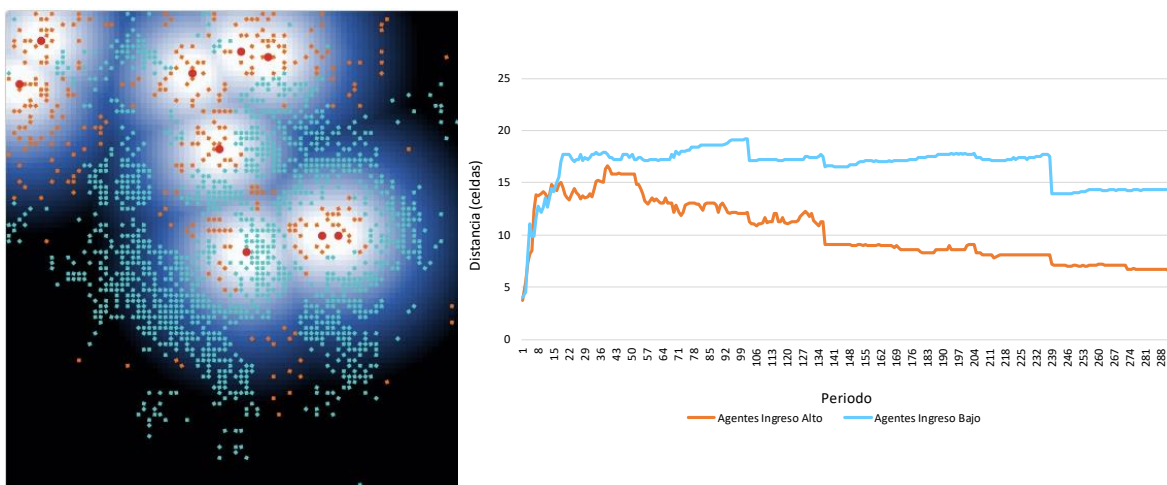 25
20
15
10
5
0
Distancia (celdas)
1 8 15 22 29 36 43 50 57 64 71 78 85 92 99 106 113 120 127 134 141 148 155 162 169 176 183 190 197 204 211 218 225 232 239 246 253 260 267 274 281 288
Periodo
Agentes Ingreso Alto Agentes Ingreso Bajo